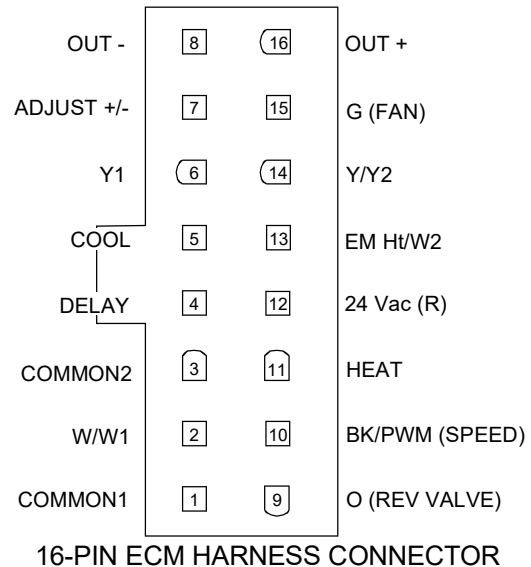 OUT - 8 16 OUT +
ADJUST +/- 7 15 G (FAN)
Y1 6 14 Y/Y2
COOL 5 13 EM Ht/W2
DELAY 4 12 24 Vac (R)
COMMON2 3 11 HEAT
W/W1 2 10 BK/PWM (SPEED)
COMMON1 1 9 O (REV VALVE)
16-PIN ECM HARNESS CONNECTOR